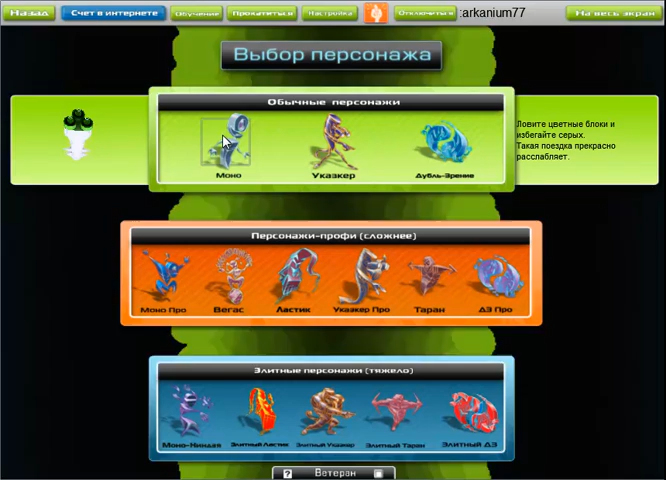 Назад
Счет в интернете
Обучение
Прокатиться
Настройка
Отключиться
:arkanium77
На весь экран
Выбор персонажа
Обычные персонажи
Моно
Указкер
Дубль-Зрение
Ловите цветные блоки и
избегайте серых.
Такая поездка прекрасно
расслабляет.
Персонажи-профи (сложнее)
Моно Про
Вегас
Ластик
Указкер Про
Таран
ДЗ Про
Элитные персонажи (тяжело)
Моно-Ниндзя
Элитный Ластик
Элитный Указкер
Элитный Таран
Элитный ДЗ
? Ветеран